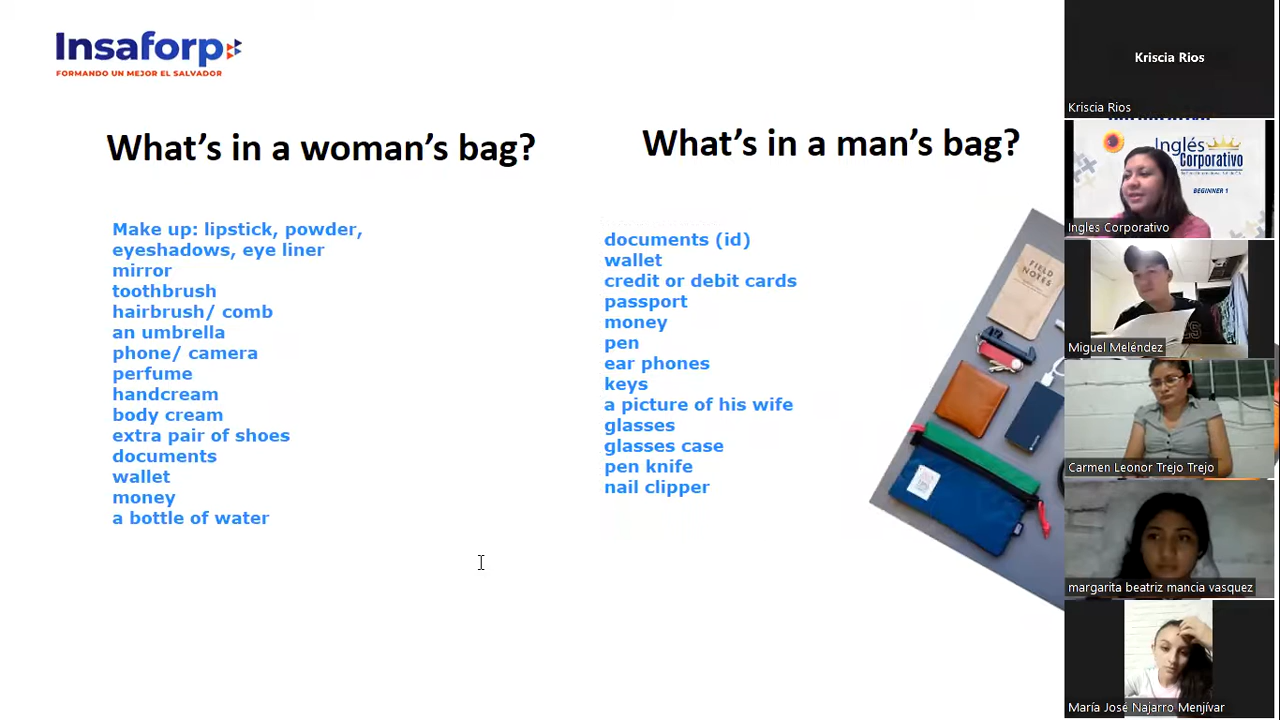 Insaforp
FORMANDO UN MEJOR EL SALVADOR
What's in a woman's bag?
Make up: lipstick, powder,
eyeshadows, eye liner
mirror
toothbrush
hairbrush/ comb
an umbrella
phone/ camera
perfume
handcream
body cream
extra pair of shoes
documents
wallet
money
a bottle of water
What's in a man's bag?
documents (id)
wallet
credit or debit cards
passport
money
pen
ear phones
keys
a picture of his wife
glasses
glasses case
pen knife
nail clipper
FIELD
NOTES
Kriscia Rios
Kriscia Rios
Inglés
Corporativo
BEGINNER 1
Ingles Corporativo
Miguel Meléndez
Carmen Leonor Trejo Trejo
margarita beatriz mancia vasquez
María José Najarro Menjívar